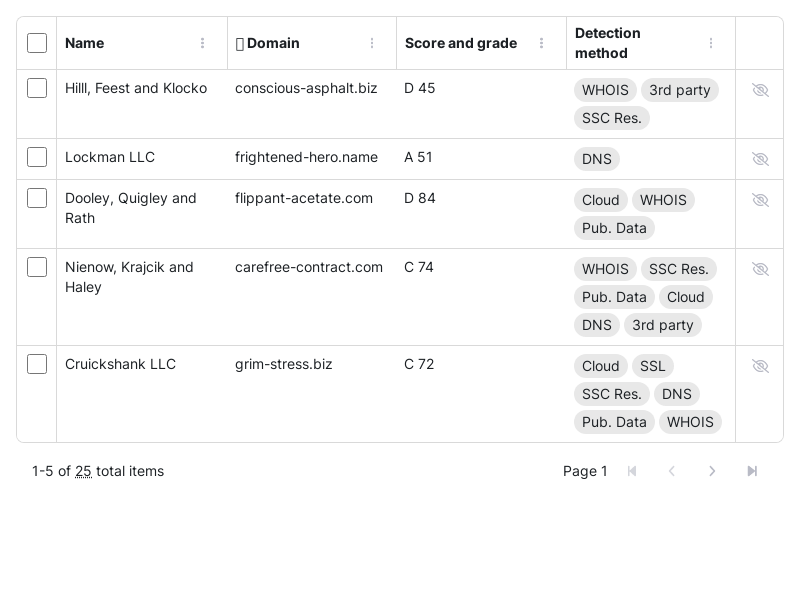 Name Domain Score and grade Detection method
Hilll, Feest and Klocko conscious-asphalt.biz D 45 WHOIS 3rd party
SSC Res.
Lockman LLC frightened-hero.name A 51 DNS
Dooley, Quigley and Rath flippant-acetate.com D 84 Cloud WHOIS
Pub. Data
Nienow, Krajcik and Haley carefree-contract.com C 74 WHOIS SSC Res.
Pub. Data Cloud
DNS 3rd party
Cruickshank LLC grim-stress.biz C 72 Cloud SSL
SSC Res. DNS
Pub. Data WHOIS
1-5 of 25 total items Page 1